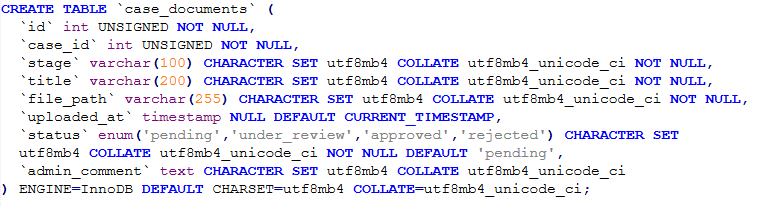 CREATE TABLE `case_documents` (
  `id` int UNSIGNED NOT NULL,
  `case_id` int UNSIGNED NOT NULL,
  `stage` varchar(100) CHARACTER SET utf8mb4 COLLATE utf8mb4_unicode_ci NOT NULL,
  `title` varchar(200) CHARACTER SET utf8mb4 COLLATE utf8mb4_unicode_ci NOT NULL,
  `file_path` varchar(255) CHARACTER SET utf8mb4 COLLATE utf8mb4_unicode_ci NOT NULL,
  `uploaded_at` timestamp NULL DEFAULT CURRENT_TIMESTAMP,
  `status` enum('pending','under_review','approved','rejected') CHARACTER SET
  utf8mb4 COLLATE utf8mb4_unicode_ci NOT NULL DEFAULT 'pending',
  `admin_comment` text CHARACTER SET utf8mb4 COLLATE utf8mb4_unicode_ci
) ENGINE=InnoDB DEFAULT CHARSET=utf8mb4 COLLATE=utf8mb4_unicode_ci;